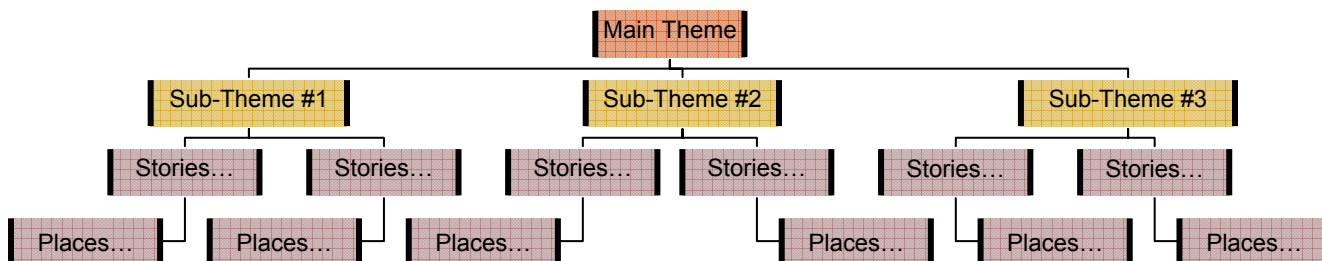 Main Theme
Sub-Theme #1
Sub-Theme #2
Sub-Theme #3
Stories…
Stories…
Stories…
Stories…
Stories…
Stories…
Places…
Places…
Places…
Places…
Places…
Places…